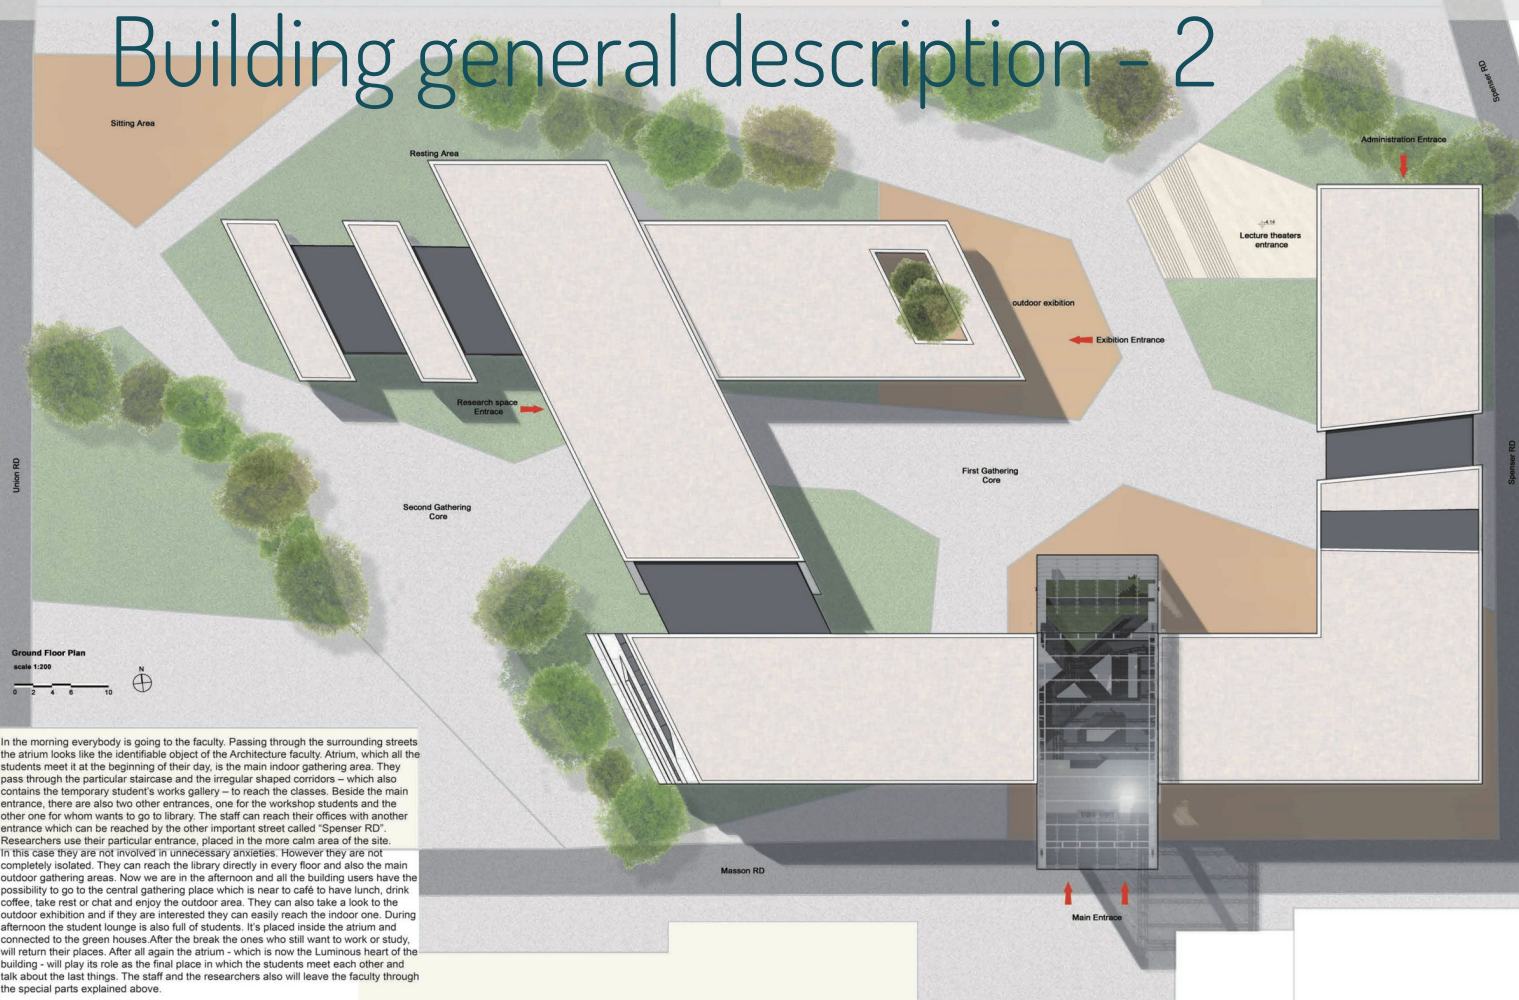 Building general description – 2
Spenser RD
Sitting Area
Administration Entrace
Resting Area
-4.14
Lecture theaters
entrance
outdoor exibition
Exibition Entrance
Research space
Entrace
First Gathering
Core
Union RD
Spenser RD
Second Gathering
Core
Ground Floor Plan
scale 1:200
N
0 2 4 6 10
In the morning everybody is going to the faculty. Passing through the surrounding streets
the atrium looks like the identifiable object of the Architecture faculty. Atrium, which all the
students meet it at the beginning of their day, is the main indoor gathering area. They
pass through the particular staircase and the irregular shaped corridors – which also
contains the temporary student's works gallery – to reach the classes. Beside the main
entrance, there are also two other entrances, one for the workshop students and the
other one for whom wants to go to library. The staff can reach their offices with another
entrance which can be reached by the other important street called “Spenser RD”.
Researchers use their particular entrance, placed in the more calm area of the site.
In this case they are not involved in unnecessary anxieties. However they are not
completely isolated. They can reach the library directly in every floor and also the main
outdoor gathering areas. Now we are in the afternoon and all the building users have the
possibility to go to the central gathering place which is near to café to have lunch, drink
coffee, take rest or chat and enjoy the outdoor area. They can also take a look to the
outdoor exhibition and if they are interested they can easily reach the indoor one. During
afternoon the student lounge is also full of students. It's placed inside the atrium and
connected to the green houses.After the break the ones who still want to work or study,
will return their places. After all again the atrium - which is now the Luminous heart of the
building - will play its role as the final place in which the students meet each other and
talk about the last things. The staff and the researchers also will leave the faculty through
the special parts explained above.
Masson RD
Main Entrace